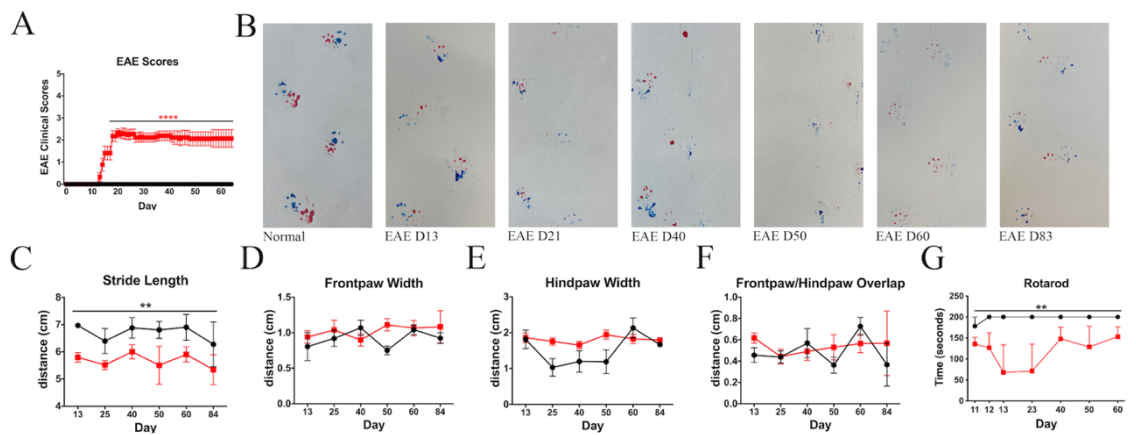 A
EAE Scores
****
EAE Clinical Scores
5
4
3
2
1
0
0 10 20 30 40 50 60
Day
B
Normal
EAE D13
EAE D21
EAE D40
EAE D50
EAE D60
EAE D83
C
Stride Length
**
distance (cm)
8
7
6
5
4
13 25 40 50 60 84
Day
D
Frontpaw Width
distance (cm)
1.5
1.0
0.5
0.0
13 25 40 50 60 84
Day
E
Hindpaw Width
distance (cm)
3
2
1
0
13 25 40 50 60 84
Day
F
Frontpaw/Hindpaw Overlap
distance (cm)
1.0
0.8
0.6
0.4
0.2
0.0
13 25 40 50 60 84
Day
G
Rotarod
**
Time (seconds)
250
200
150
100
50
0
11 12 13 23 40 50 60
Day